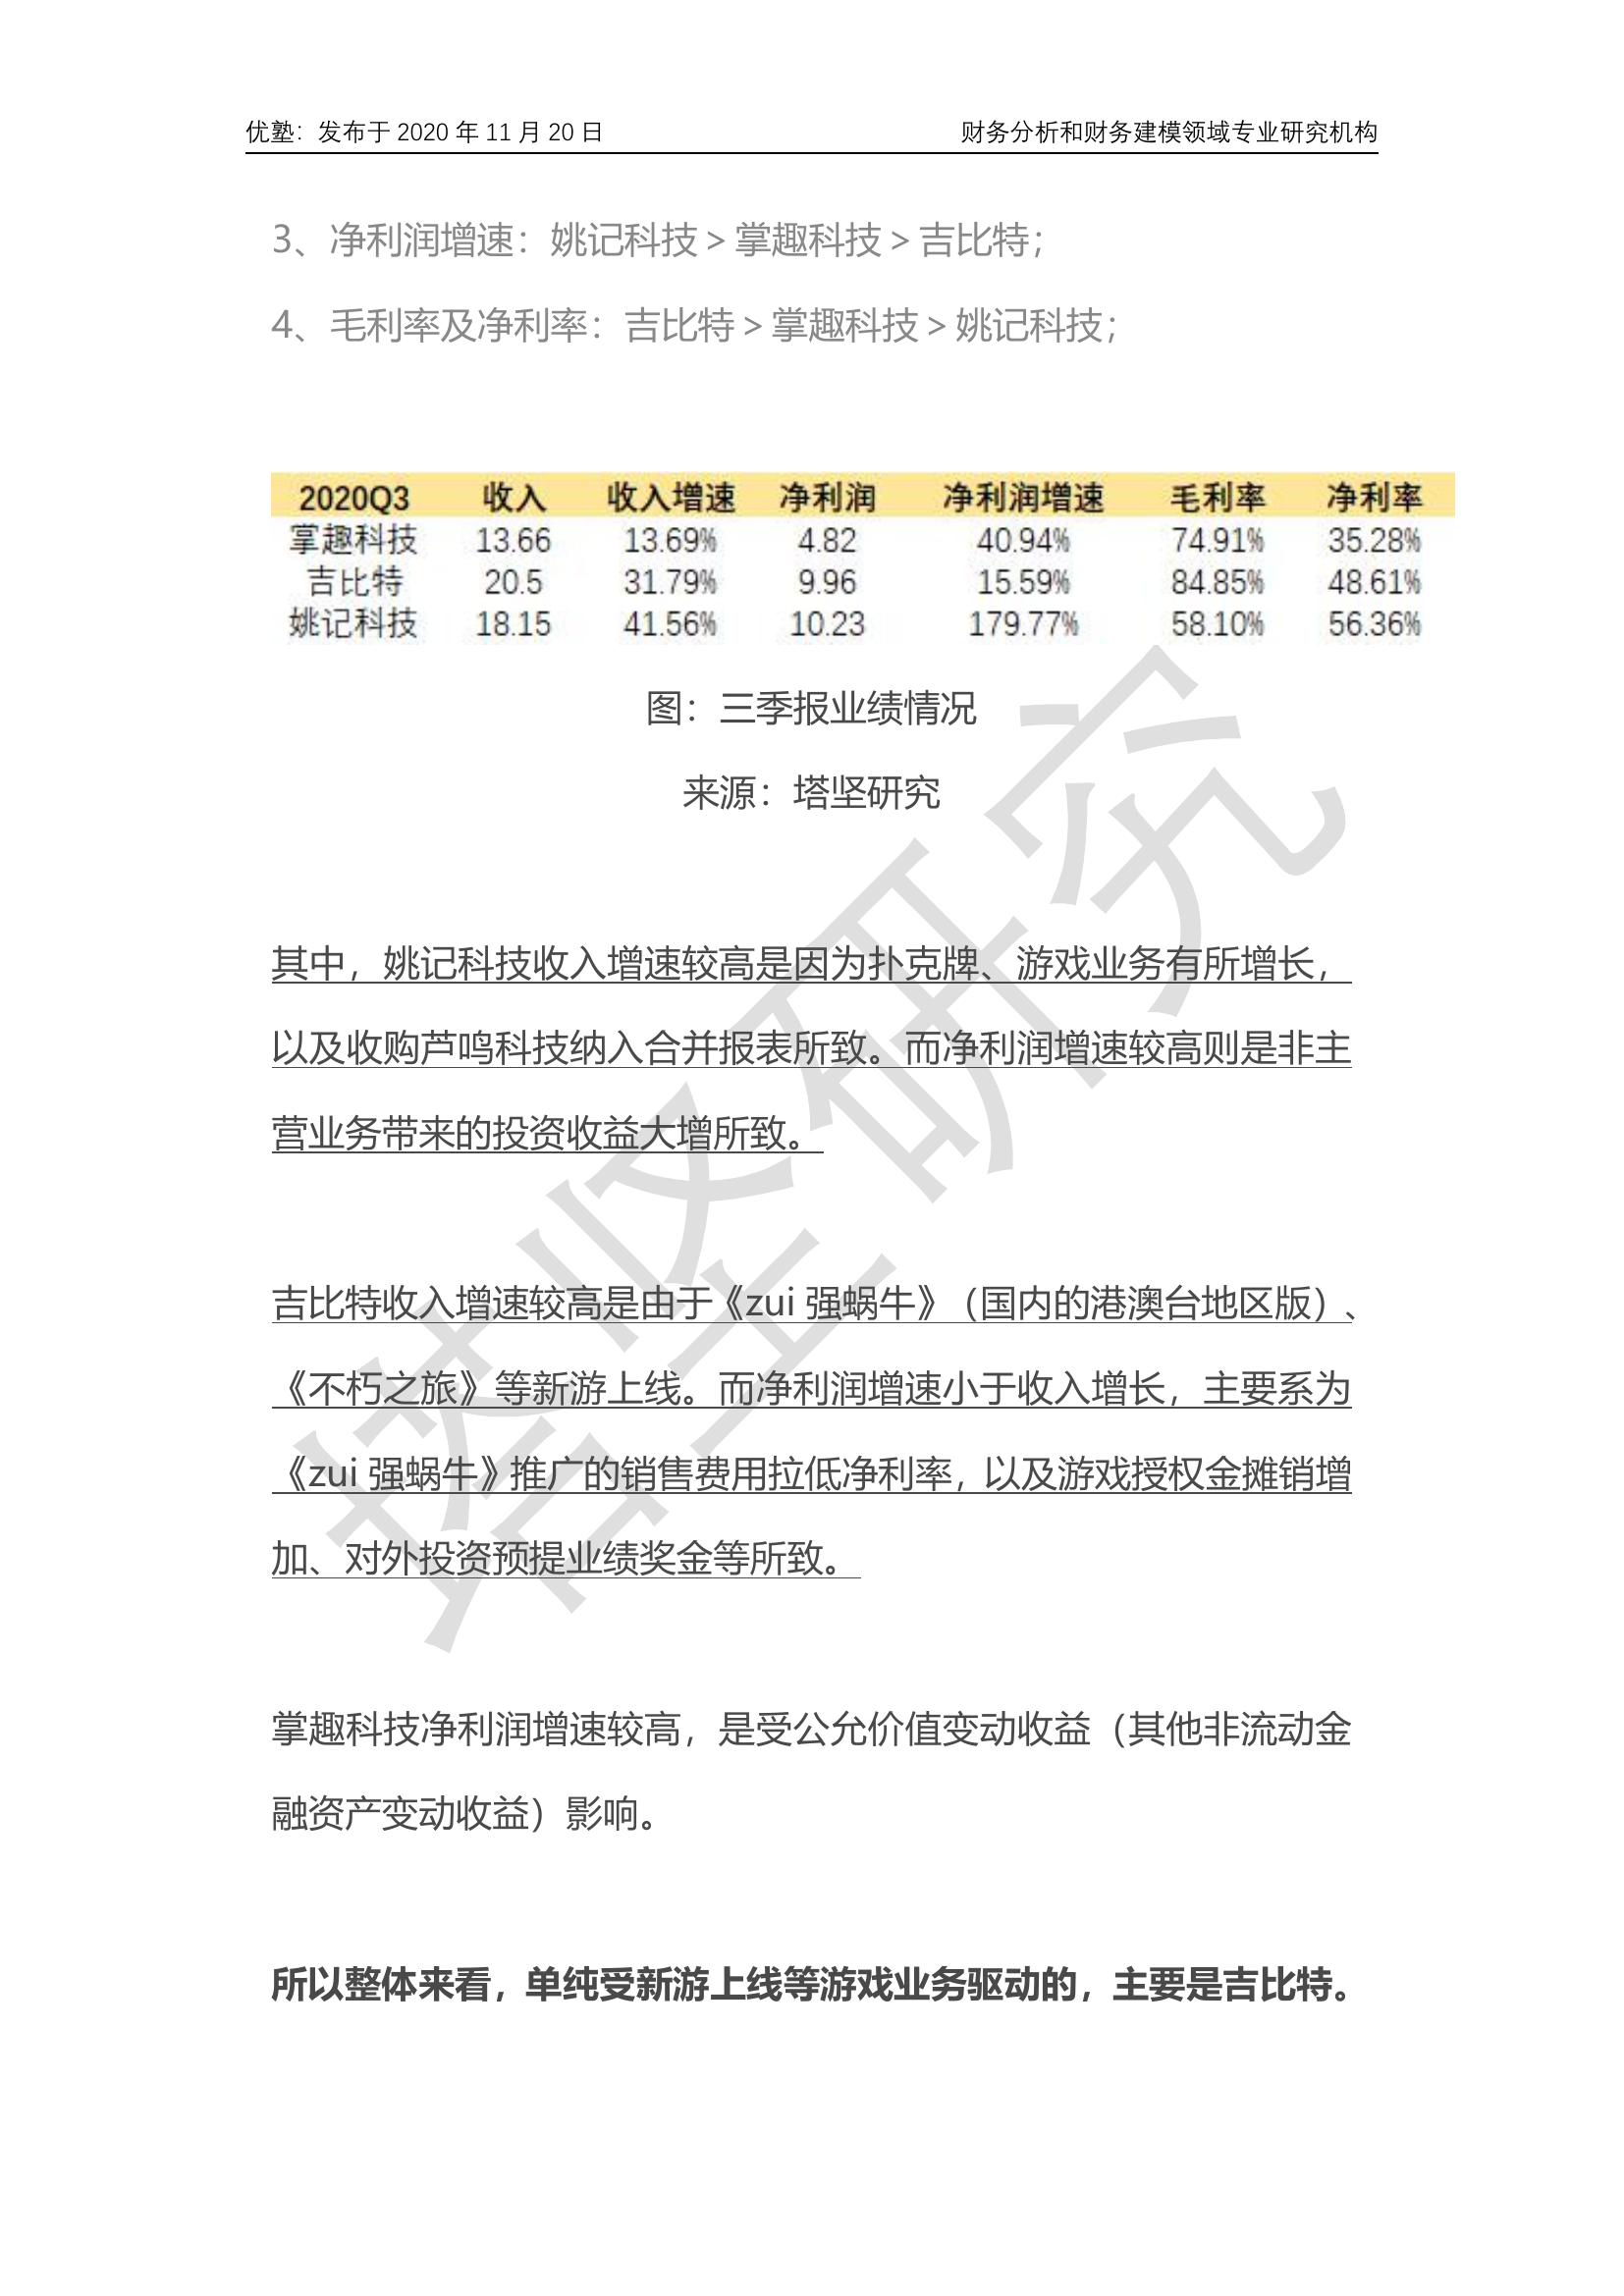 优塾：发布于 2020 年 11 月 20 日 财务分析和财务建模领域专业研究机构
3、净利润增速：姚记科技 > 掌趣科技 > 吉比特；
4、毛利率及净利率：吉比特 > 掌趣科技 > 姚记科技；
2020Q3 收入 收入增速 净利润 净利润增速 毛利率 净利率
掌趣科技 13.66 13.69% 4.82 40.94% 74.91% 35.28%
吉比特 20.5 31.79% 9.96 15.59% 84.85% 48.61%
姚记科技 18.15 41.56% 10.23 179.77% 58.10% 56.36%
图：三季报业绩情况
来源：塔坚研究
其中，姚记科技收入增速较高是因为扑克牌、游戏业务有所增长，
以及收购芦鸣科技纳入合并报表所致。而净利润增速较高则是非主
营业务带来的投资收益大增所致。
吉比特收入增速较高是由于《zui 强蜗牛》（国内的港澳台地区版）、
《不朽之旅》等新游上线。而净利润增速小于收入增长，主要系为
《zui 强蜗牛》推广的销售费用拉低净利率，以及游戏授权金摊销增
加、对外投资预提业绩奖金等所致。
掌趣科技净利润增速较高，是受公允价值变动收益（其他非流动金
融资产变动收益）影响。
所以整体来看，单纯受新游上线等游戏业务驱动的，主要是吉比特。
塔坚研究